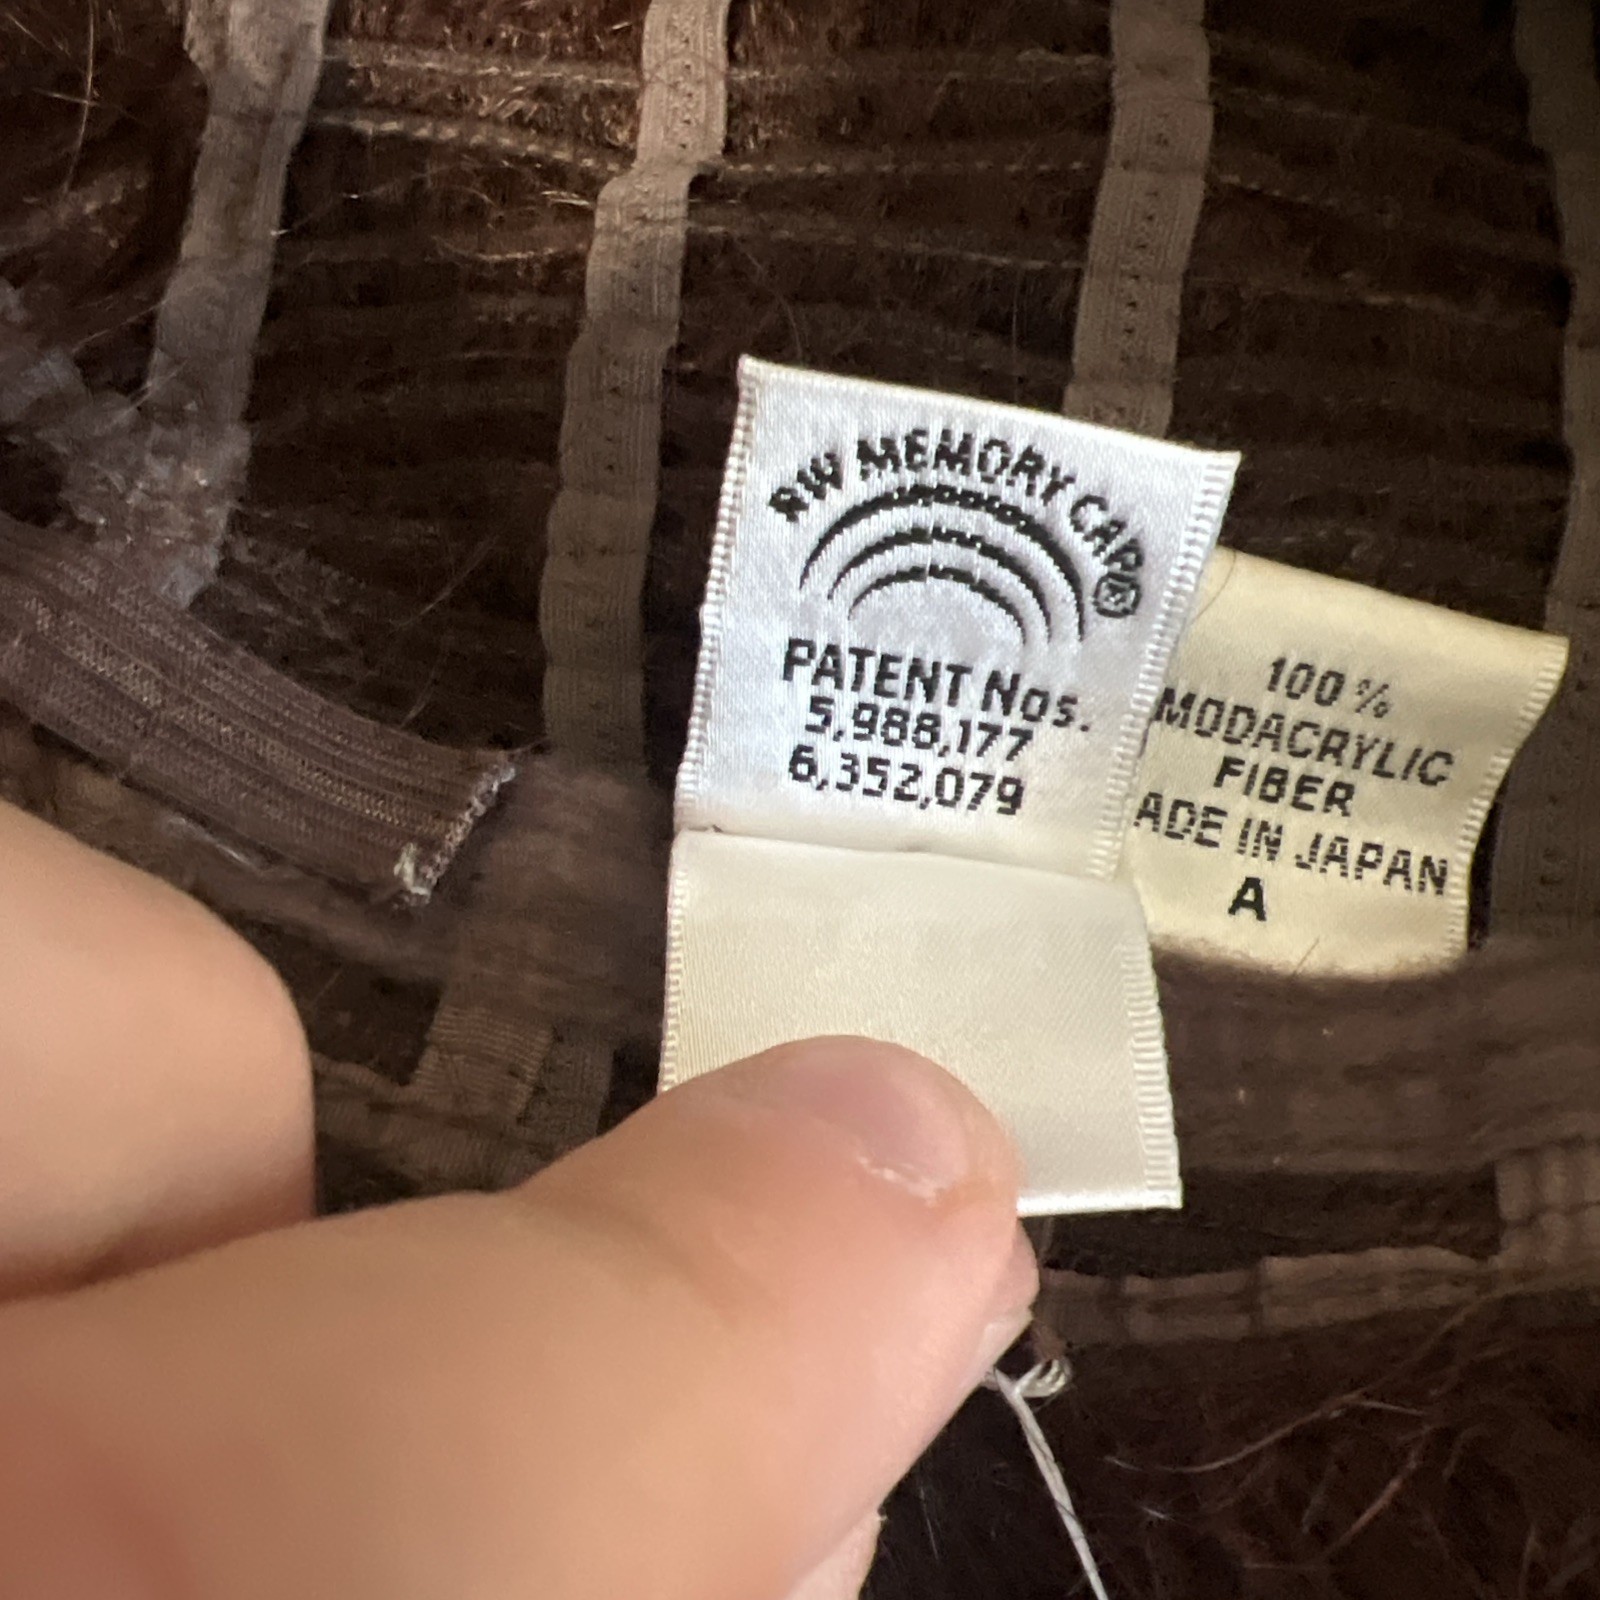 RW MEMORY CAP®
PATENT Nos.
5,988,177
6,352,079
100%
MODACRYLIC
FIBER
ADE IN JAPAN
A